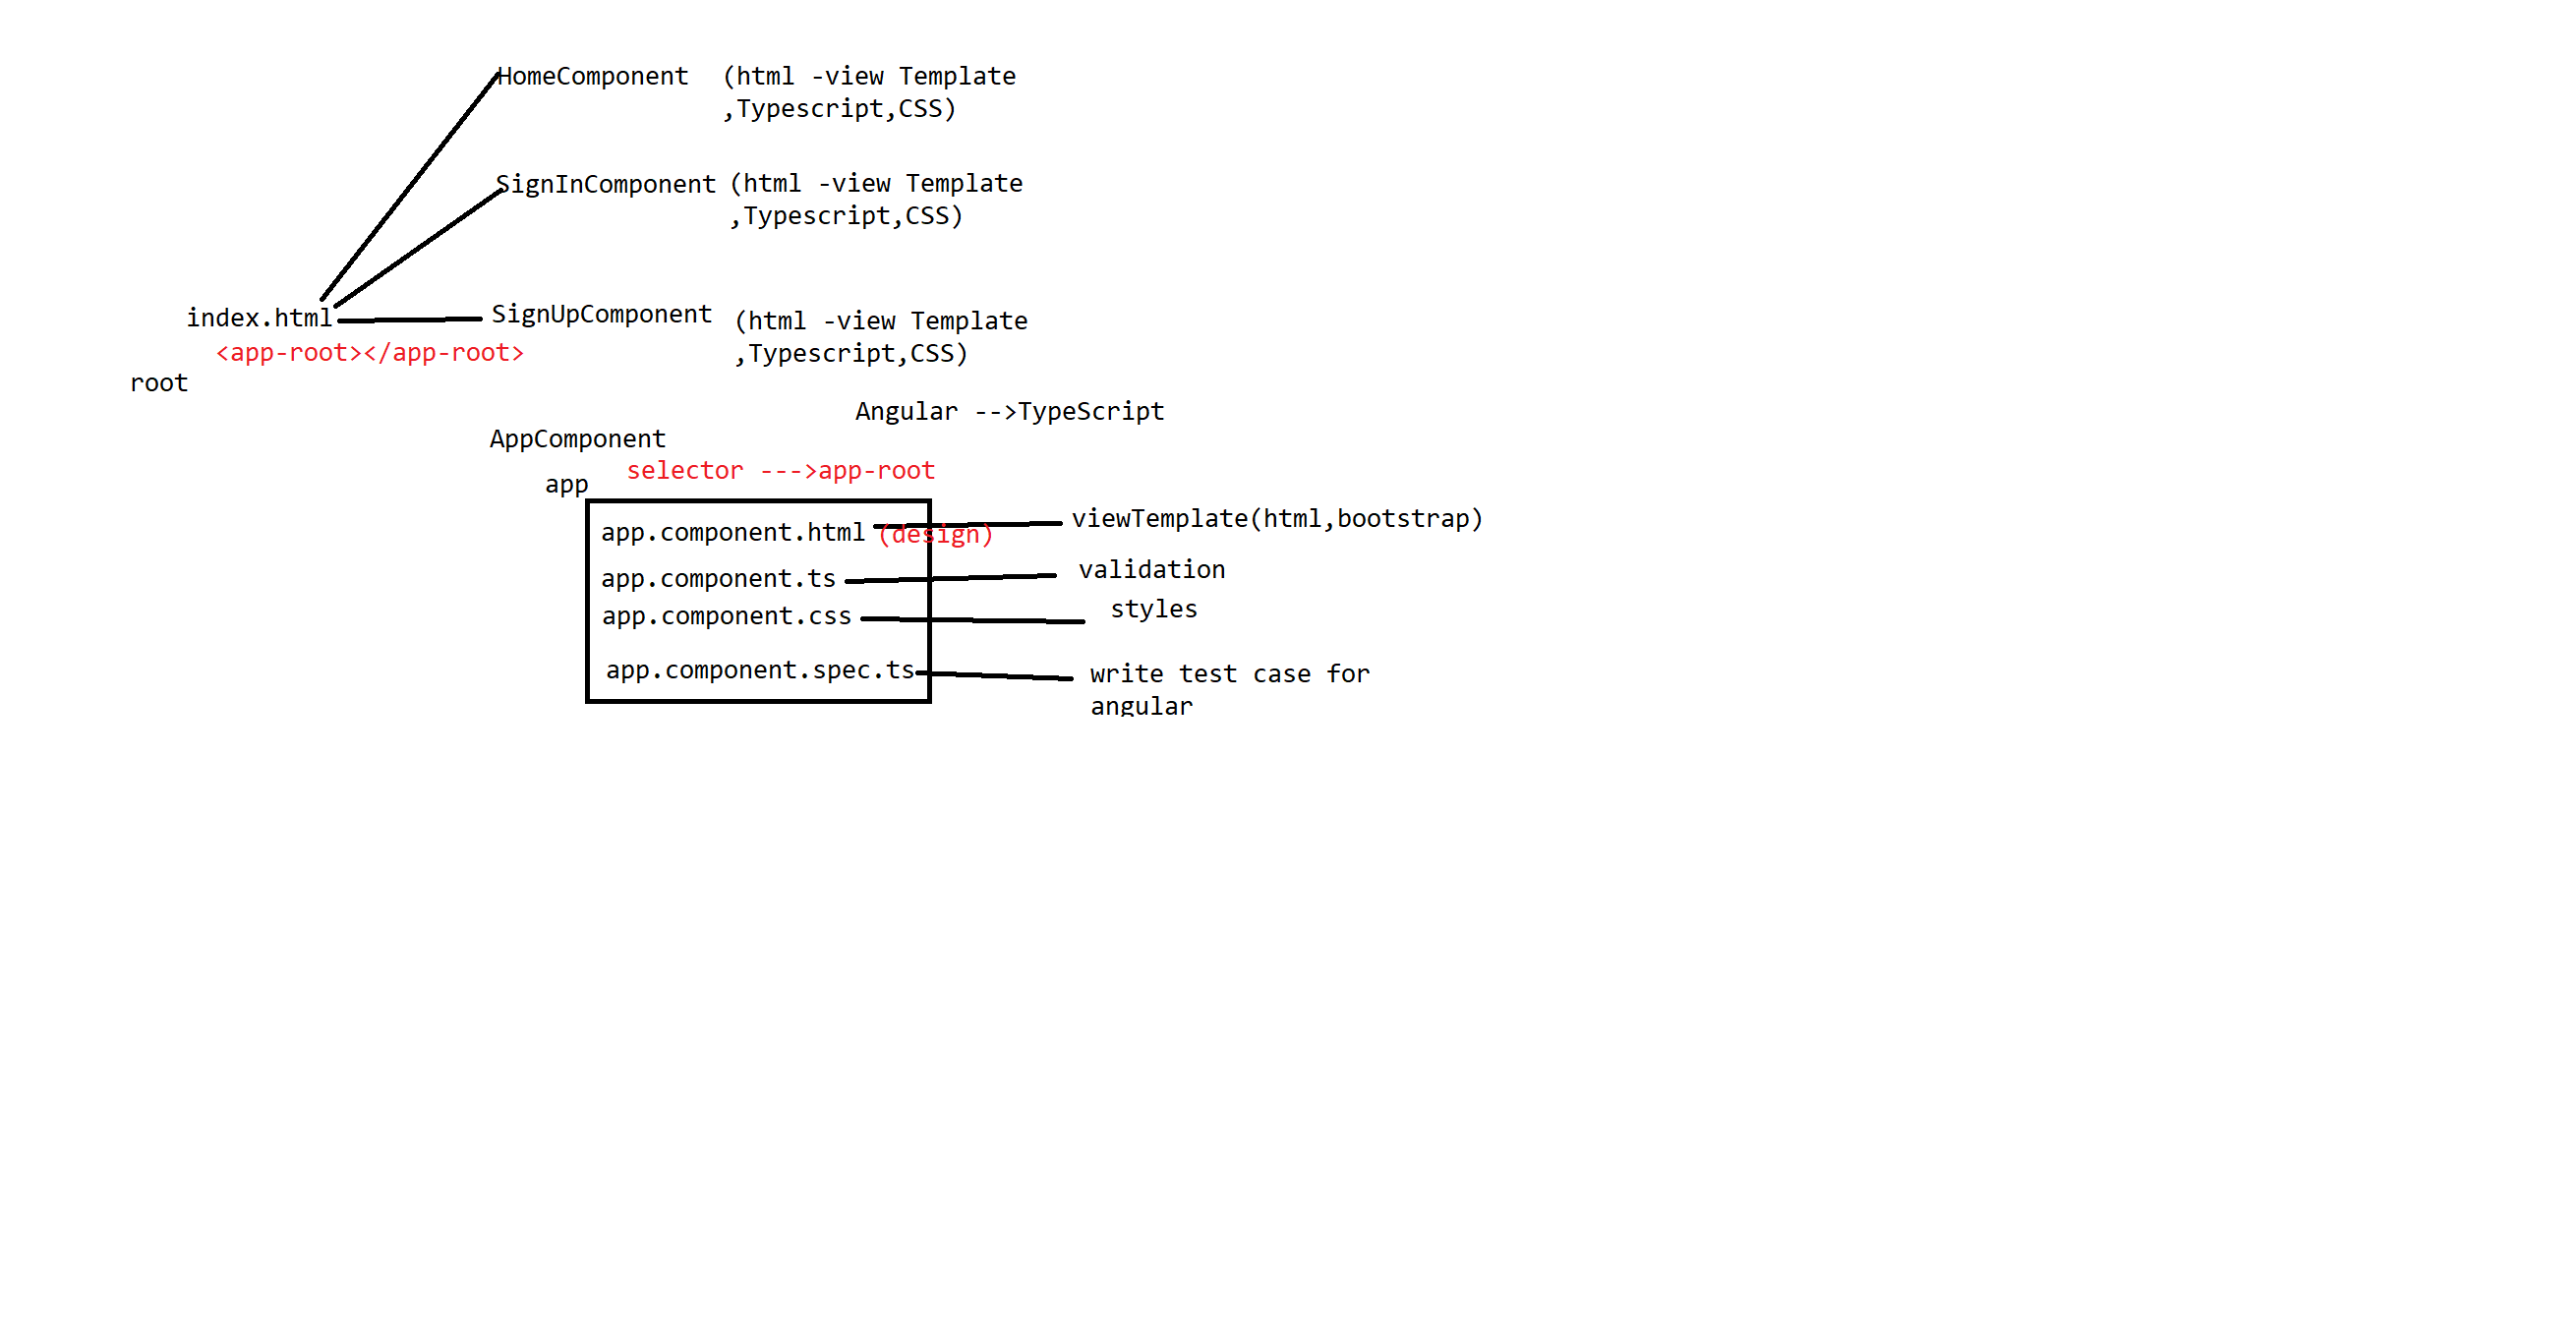 HomeComponent (html -view Template
,Typescript,CSS)
SignInComponent (html -view Template
,Typescript,CSS)
index.html SignUpComponent (html -view Template
<app-root></app-root> ,Typescript,CSS)
root
Angular -->TypeScript
AppComponent
selector --->app-root
app
app.component.html (design) viewTemplate(html,bootstrap)
app.component.ts validation
app.component.css styles
app.component.spec.ts write test case for
angular